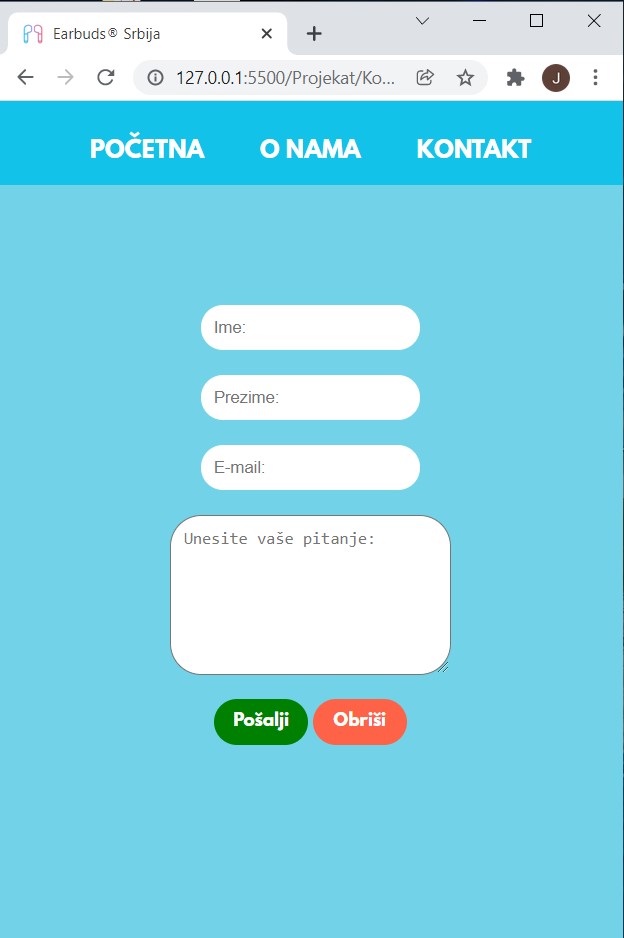 Earbuds® Srbija
127.0.0.1:5500/Projekat/Ko...
J
POČETNA O NAMA KONTAKT
Ime:
Prezime:
E-mail:
Unesite vaše pitanje:
Pošalji Obriši